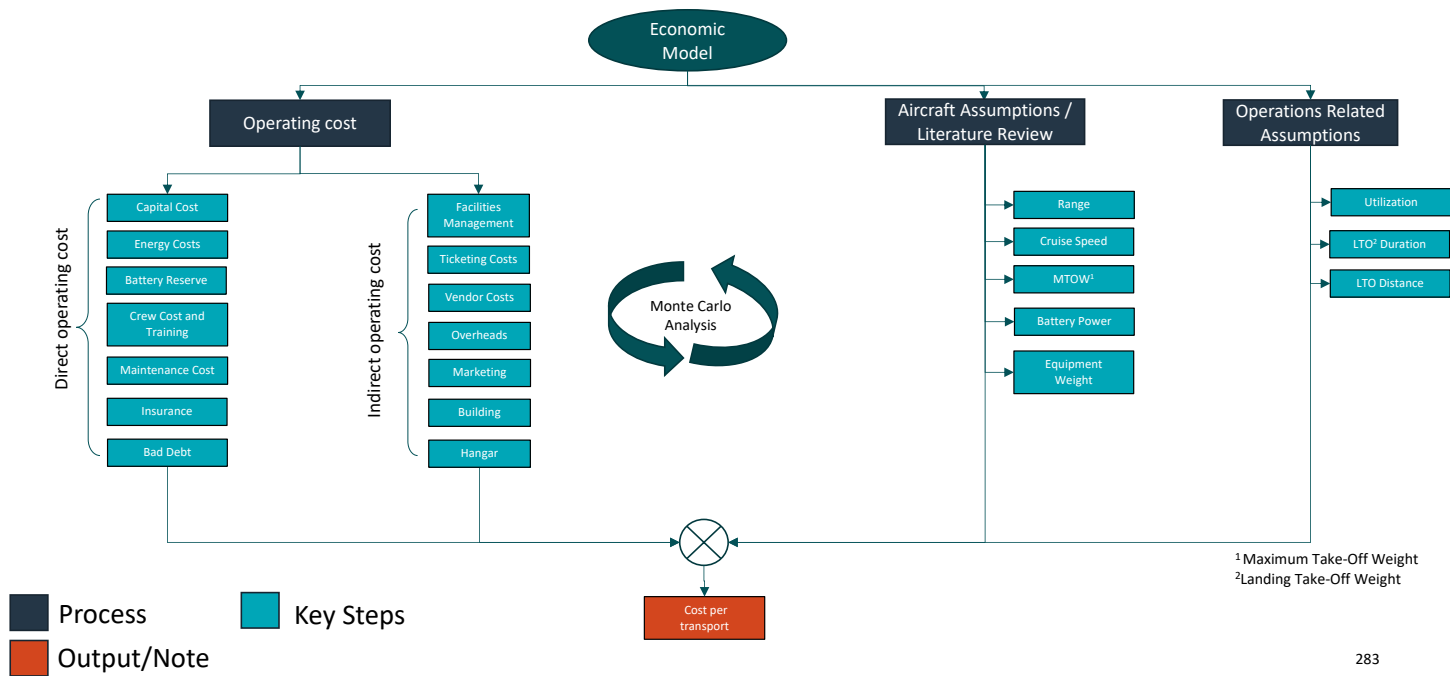 Economic
Model
Operating cost
Aircraft Assumptions /
Literature Review
Operations Related
Assumptions
Direct operating cost
Capital Cost
Energy Costs
Battery Reserve
Crew Cost and
Training
Maintenance Cost
Insurance
Bad Debt
Indirect operating cost
Facilities
Management
Ticketing Costs
Vendor Costs
Overheads
Marketing
Building
Hangar
Monte Carlo
Analysis
Range
Cruise Speed
MTOW¹
Battery Power
Equipment
Weight
Utilization
LTO² Duration
LTO Distance
¹ Maximum Take-Off Weight
²Landing Take-Off Weight
Cost per
transport
Process
Key Steps
Output/Note
283